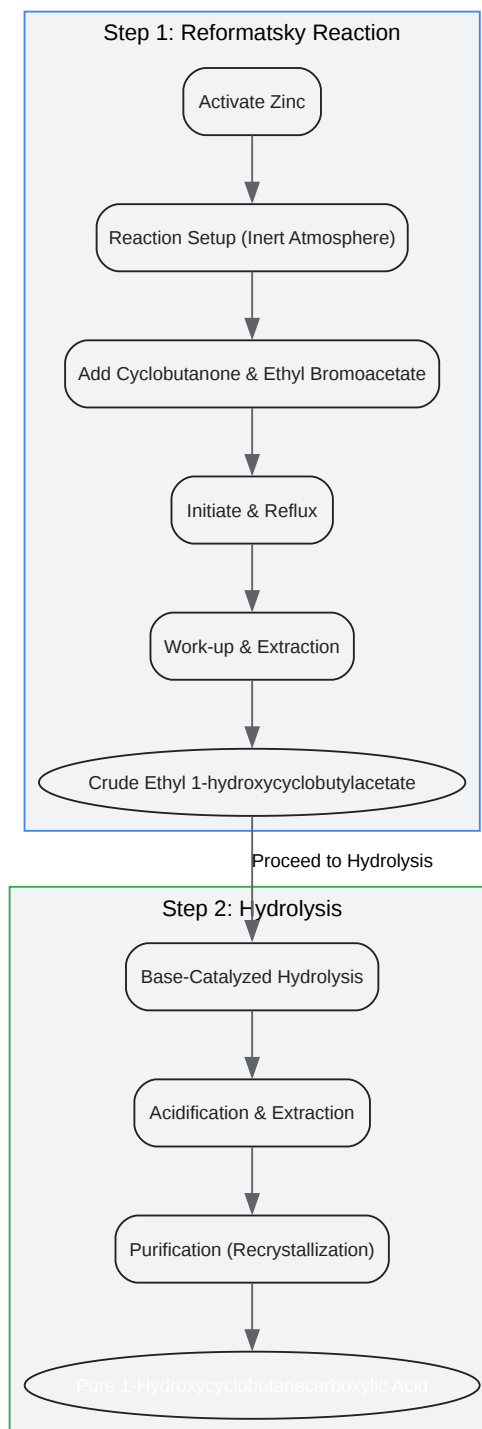 Step 1: Reformatsky Reaction
Activate Zinc
Reaction Setup (Inert Atmosphere)
Add Cyclobutanone & Ethyl Bromoacetate
Initiate & Reflux
Work-up & Extraction
Crude Ethyl 1-hydroxycyclobutylacetate
Proceed to Hydrolysis
Step 2: Hydrolysis
Base-Catalyzed Hydrolysis
Acidification & Extraction
Purification (Recrystallization)
Pure 1-Hydroxycyclobutanecarboxylic Acid